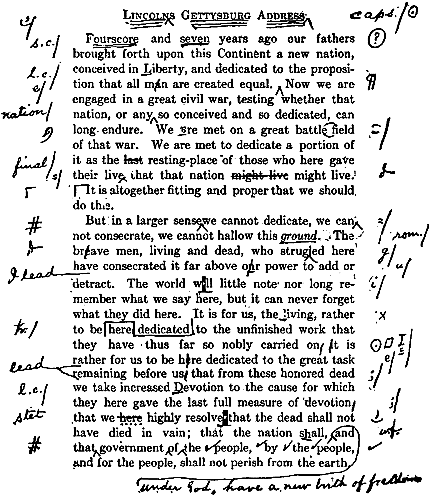 LINCOLNS GETTYSBURG ADDRESS
caps/
s.c./ Fourscore and seven years ago our fathers
brought forth upon this Continent a new nation,
l.c./ conceived in Liberty, and dedicated to the proposi-
e/ tion that all man are created equal. Now we are ¶
engaged in a great civil war, testing whether that
nation/ nation, or any so conceived and so dedicated, can
long endure. We are met on a great battle field =/
of that war. We are met to dedicate a portion of
final/ it as the last resting-place of those who here gave
s/ their live that that nation might live might live.
It is altogether fitting and proper that we should
do this.
# But in a larger sensewe cannot dedicate, we can
not consecrate, we cannot hallow this ground. The rom/
brave men, living and dead, who strugled here g/
lead have consecrated it far above our power to add or
detract. The world will little note nor long re- i/
member what we say here, but it can never forget
what they did here. It is for us, the living, rather x
tr/ to be here dedicated to the unfinished work that
they have thus far so nobly carried on. It is
lead rather for us to be here dedicated to the great task e/
remaining before us that from these honored dead
l.c./ we take increased Devotion to the cause for which
they here gave the last full measure of devotion
stet that we here highly resolve that the dead shall not
have died in vain; that the nation shall, and
# that government of the people, by the people,
and for the people, shall not perish from the earth,
under God, have a new birth of freedom